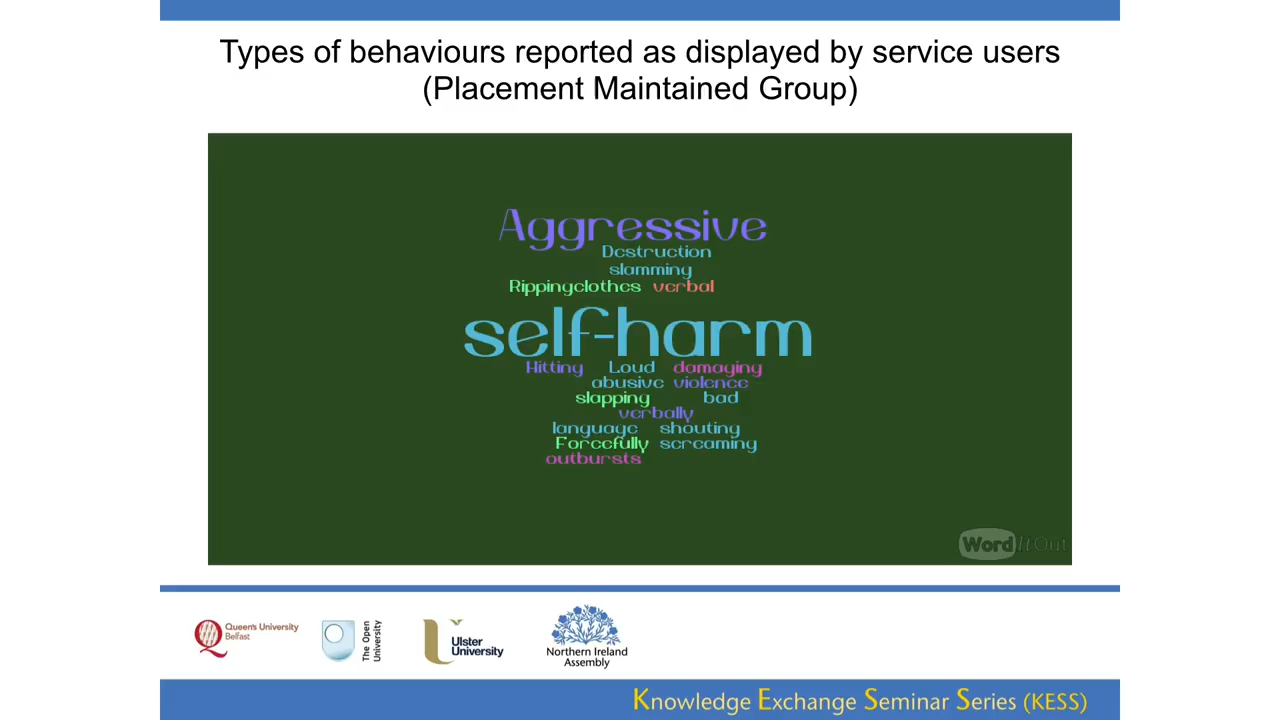 Types of behaviours reported as displayed by service users
(Placement Maintained Group)
Aggressive
Destruction
slamming
Rippingclothes verbal
self-harm
Hitting Loud damaging
abusive violence
slapping bad
verbally
language shouting
Forcefully screaming
outbursts
WordItOut
Queen's University
Belfast
The Open
University
Ulster
University
Northern Ireland
Assembly
Knowledge Exchange Seminar Series (KESS)